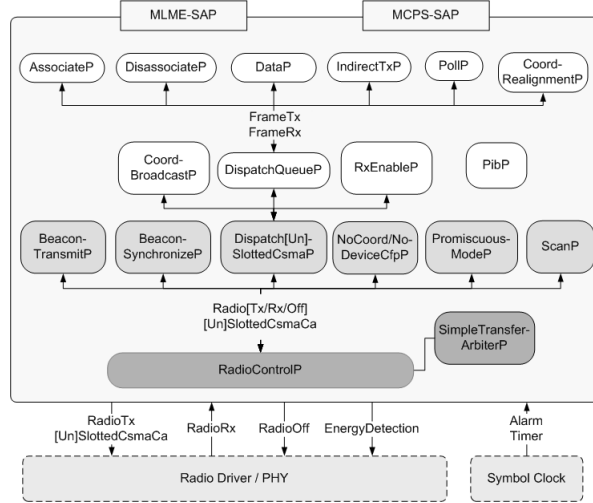 MLME-SAP
MCPS-SAP
AssociateP
DisassociateP
DataP
IndirectTxP
PollP
Coord-
RealignmentP
FrameTx
FrameRx
Coord-
BroadcastP
DispatchQueueP
RxEnableP
PibP
Beacon-
TransmitP
Beacon-
SynchronizeP
Dispatch[Un]-
SlottedCsmaP
NoCoord/No-
DeviceCfpP
Promiscuous-
ModeP
ScanP
Radio[Tx/Rx/Off]
[Un]SlottedCsmaCa
SimpleTransfer-
ArbiterP
RadioControlP
RadioTx
[Un]SlottedCsmaCa
RadioRx
RadioOff
EnergyDetection
Alarm
Timer
Radio Driver / PHY
Symbol Clock